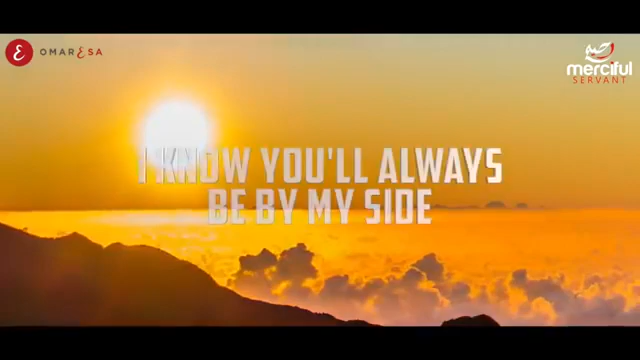 OMAR ESA
merciful
SERVANT
I KNOW YOU'LL ALWAYS
BE BY MY SIDE